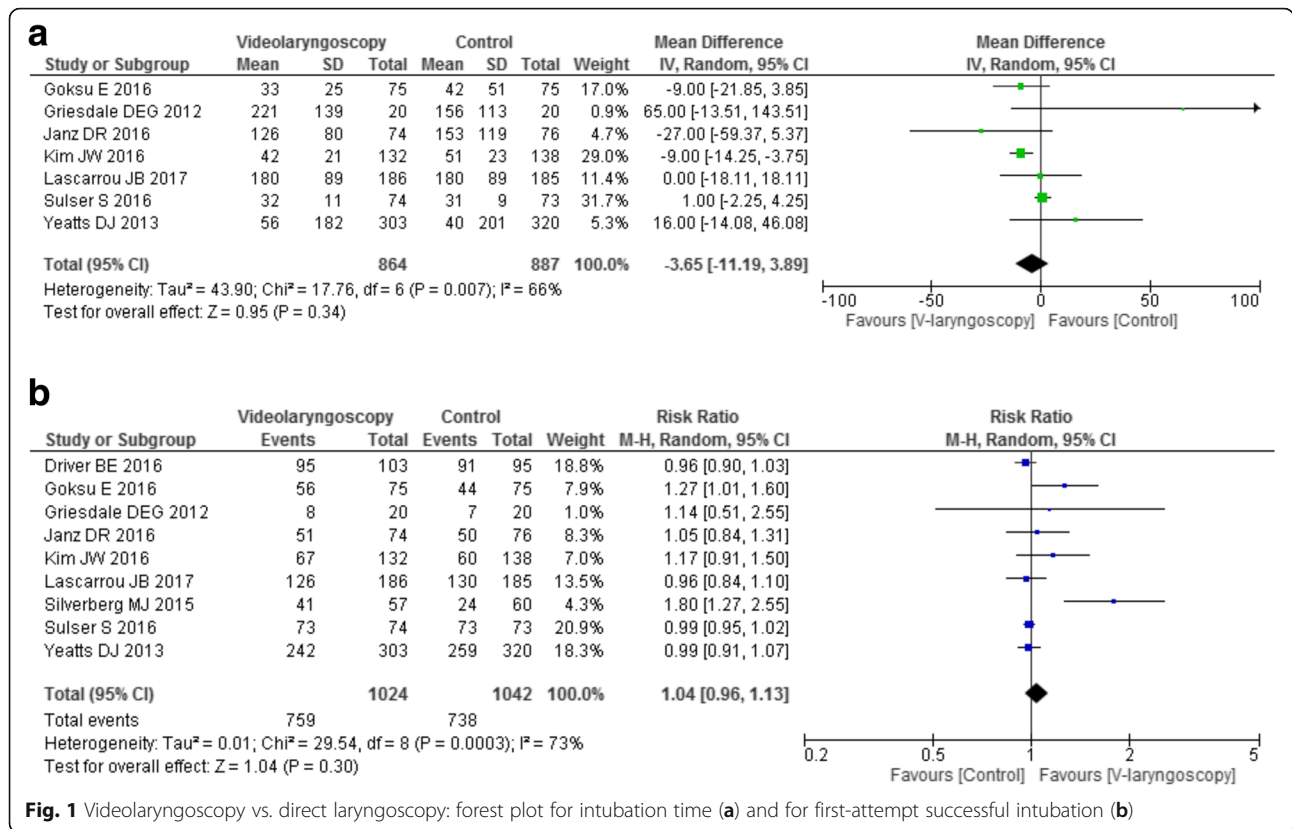 a
Videolaryngoscopy Control Mean Difference Mean Difference
Study or Subgroup Mean SD Total Mean SD Total Weight IV, Random, 95% CI IV, Random, 95% CI
Goksu E 2016 33 25 75 42 51 75 17.0% -9.00 [-21.85, 3.85]
Griesdale DEG 2012 221 139 20 156 113 20 0.9% 65.00 [-13.51, 143.51]
Janz DR 2016 126 80 74 153 119 76 4.7% -27.00 [-59.37, 5.37]
Kim JW 2016 42 21 132 51 23 138 29.0% -9.00 [-14.25, -3.75]
Lascarrou JB 2017 180 89 186 180 89 185 11.4% 0.00 [-18.11, 18.11]
Sulser S 2016 32 11 74 31 9 73 31.7% 1.00 [-2.25, 4.25]
Yeatts DJ 2013 56 182 303 40 201 320 5.3% 16.00 [-14.08, 46.08]
Total (95% CI) 864 887 100.0% -3.65 [-11.19, 3.89]
Heterogeneity: Tau² = 43.90; Chi² = 17.76, df = 6 (P = 0.007); I² = 66%
Test for overall effect: Z = 0.95 (P = 0.34)
-100 -50 0 50 100
Favours [V-laryngoscopy] Favours [Control]
b
Videolaryngoscopy Control Risk Ratio Risk Ratio
Study or Subgroup Events Total Events Total Weight M-H, Random, 95% CI M-H, Random, 95% CI
Driver BE 2016 95 103 91 95 18.8% 0.96 [0.90, 1.03]
Goksu E 2016 56 75 44 75 7.9% 1.27 [1.01, 1.60]
Griesdale DEG 2012 8 20 7 20 1.0% 1.14 [0.51, 2.55]
Janz DR 2016 51 74 50 76 8.3% 1.05 [0.84, 1.31]
Kim JW 2016 67 132 60 138 7.0% 1.17 [0.91, 1.50]
Lascarrou JB 2017 126 186 130 185 13.5% 0.96 [0.84, 1.10]
Silverberg MJ 2015 41 57 24 60 4.3% 1.80 [1.27, 2.55]
Sulser S 2016 73 74 73 73 20.9% 0.99 [0.95, 1.02]
Yeatts DJ 2013 242 303 259 320 18.3% 0.99 [0.91, 1.07]
Total (95% CI) 1024 1042 100.0% 1.04 [0.96, 1.13]
Total events 759 738
Heterogeneity: Tau² = 0.01; Chi² = 29.54, df = 8 (P = 0.0003); I² = 73%
Test for overall effect: Z = 1.04 (P = 0.30)
0.2 0.5 1 2 5
Favours [Control] Favours [V-laryngoscopy]
Fig. 1 Videolaryngoscopy vs. direct laryngoscopy: forest plot for intubation time (a) and for first-attempt successful intubation (b)